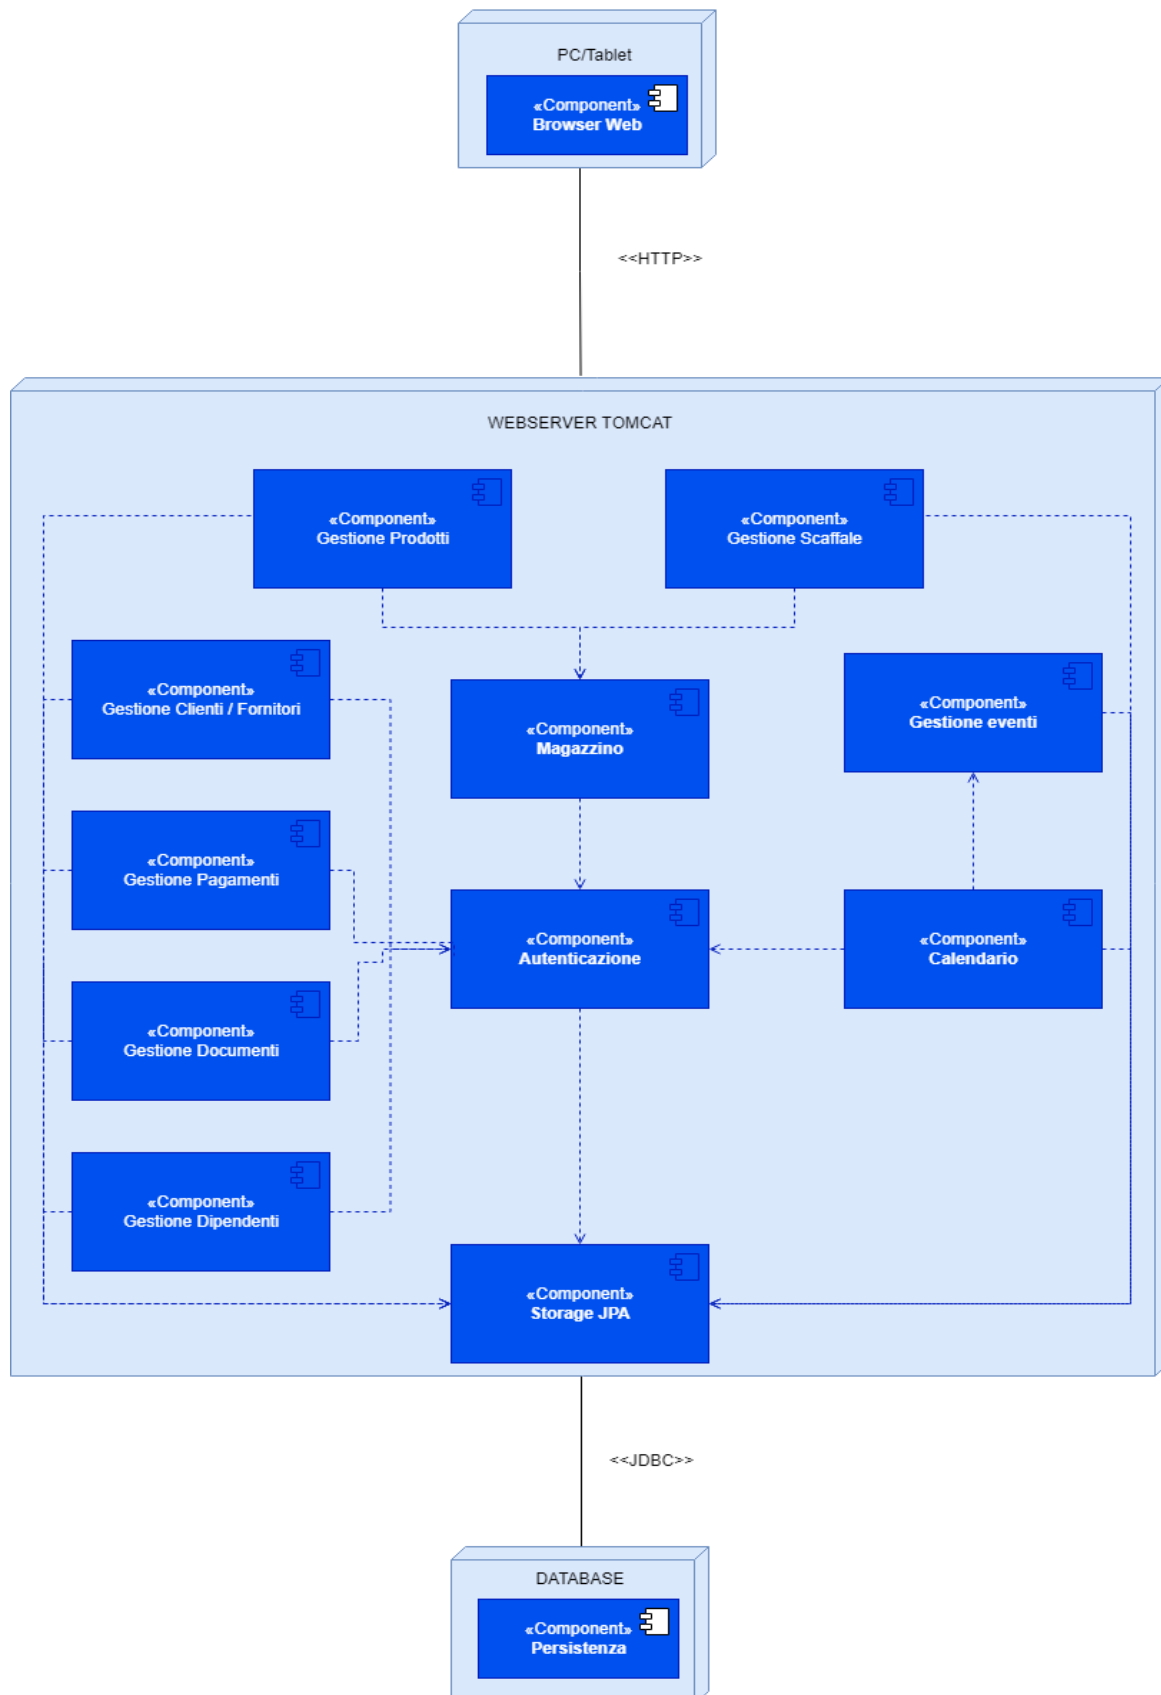 PC/Tablet
«Component»
Browser Web
<<HTTP>>
WEBSERVER TOMCAT
«Component»
Gestione Prodotti
«Component»
Gestione Scaffale
«Component»
Gestione Clienti / Fornitori
«Component»
Magazzino
«Component»
Gestione eventi
«Component»
Gestione Pagamenti
«Component»
Autenticazione
«Component»
Calendario
«Component»
Gestione Documenti
«Component»
Gestione Dipendenti
«Component»
Storage JPA
<<JDBC>>
DATABASE
«Component»
Persistenza